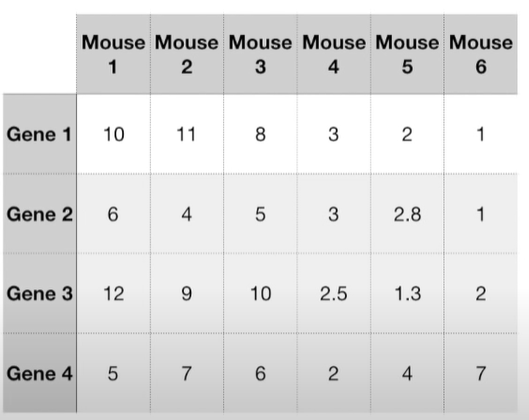 Mouse 1 Mouse 2 Mouse 3 Mouse 4 Mouse 5 Mouse 6
Gene 1 10 11 8 3 2 1
Gene 2 6 4 5 3 2.8 1
Gene 3 12 9 10 2.5 1.3 2
Gene 4 5 7 6 2 4 7